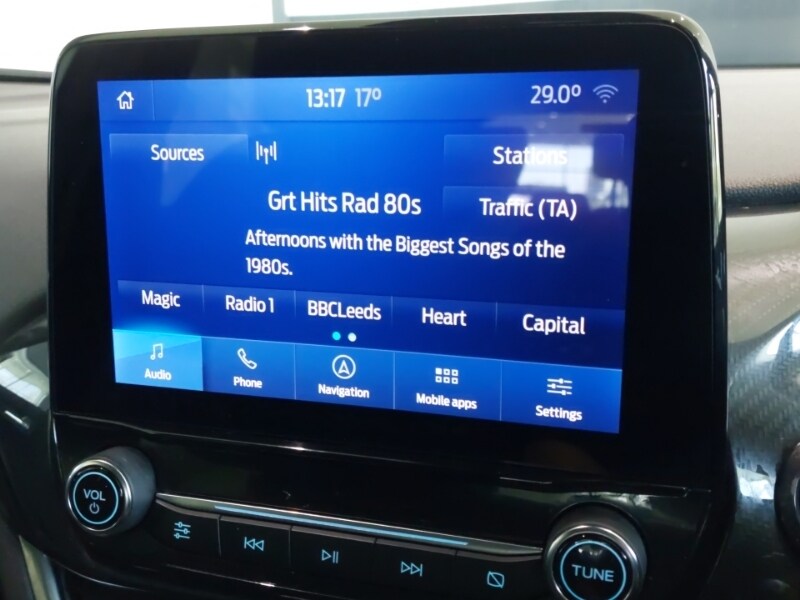 13:17 17° 29.0°
Sources Stations
Grt Hits Rad 80s Traffic (TA)
Afternoons with the Biggest Songs of the
1980s.
Magic Radio 1 BBCLeeds Heart Capital
Audio Phone Navigation Mobile apps Settings
VOL
TUNE